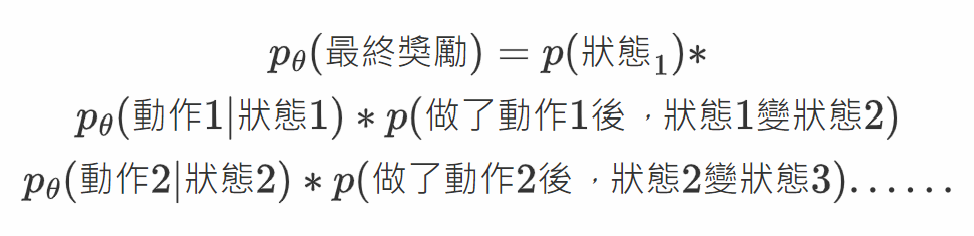 pθ(最終獎勵) = p(狀態1)*
pθ(動作1|狀態1) * p(做了動作1後，狀態1變狀態2)
pθ(動作2|狀態2) * p(做了動作2後，狀態2變狀態3)......